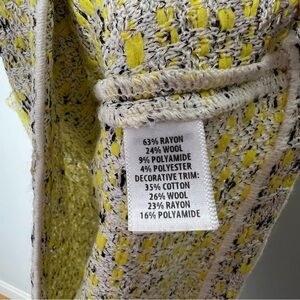 63% RAYON
24% WOOL
9% POLYAMIDE
4% POLYESTER
DECORATIVE TRIM:
35% COTTON
26% WOOL
23% RAYON
16% POLYAMIDE